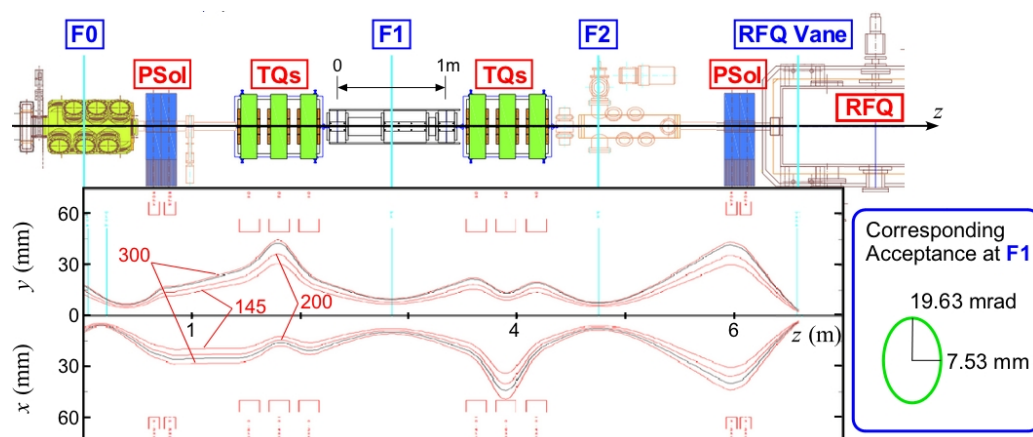 F0
F1
F2
RFQ Vane
PSol
TQs
0
1m
TQs
PSol
RFQ
z
60
30
0
30
60
y (mm)
x (mm)
300
145
200
1
2
4
6
z (m)
Corresponding
Acceptance at F1
19.63 mrad
7.53 mm